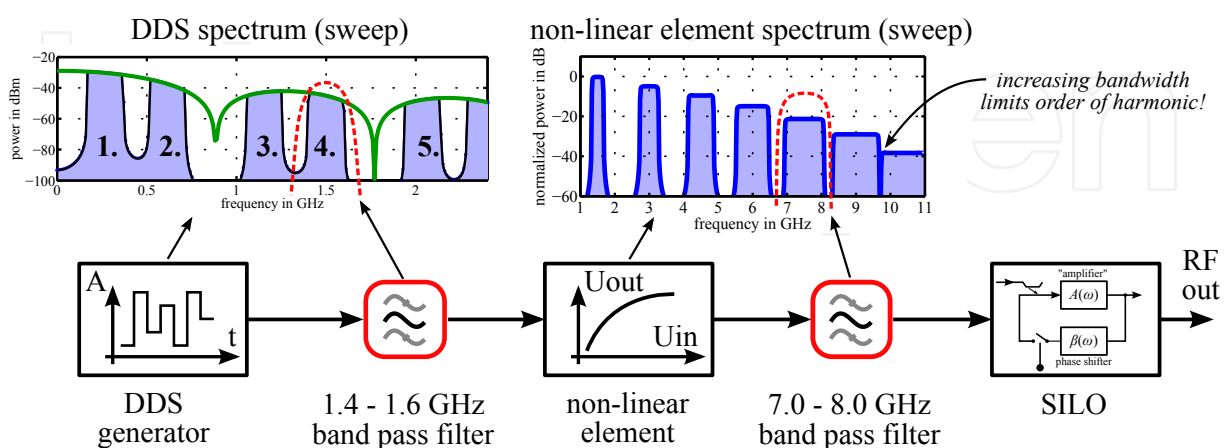 DDS spectrum (sweep)
non-linear element spectrum (sweep)
power in dBm
−20
−40
−60
−80
−100
1.
2.
3.
4.
5.
0
0.5
1
1.5
2
frequency in GHz
normalized power in dB
0
−20
−40
−60
1
2
3
4
5
6
7
8
9
10
11
frequency in GHz
increasing bandwidth
limits order of harmonic!
A
t
Uout
Uin
"amplifier"
A(ω)
β(ω)
phase shifter
RF
out
DDS
generator
1.4 - 1.6 GHz
band pass filter
non-linear
element
7.0 - 8.0 GHz
band pass filter
SILO